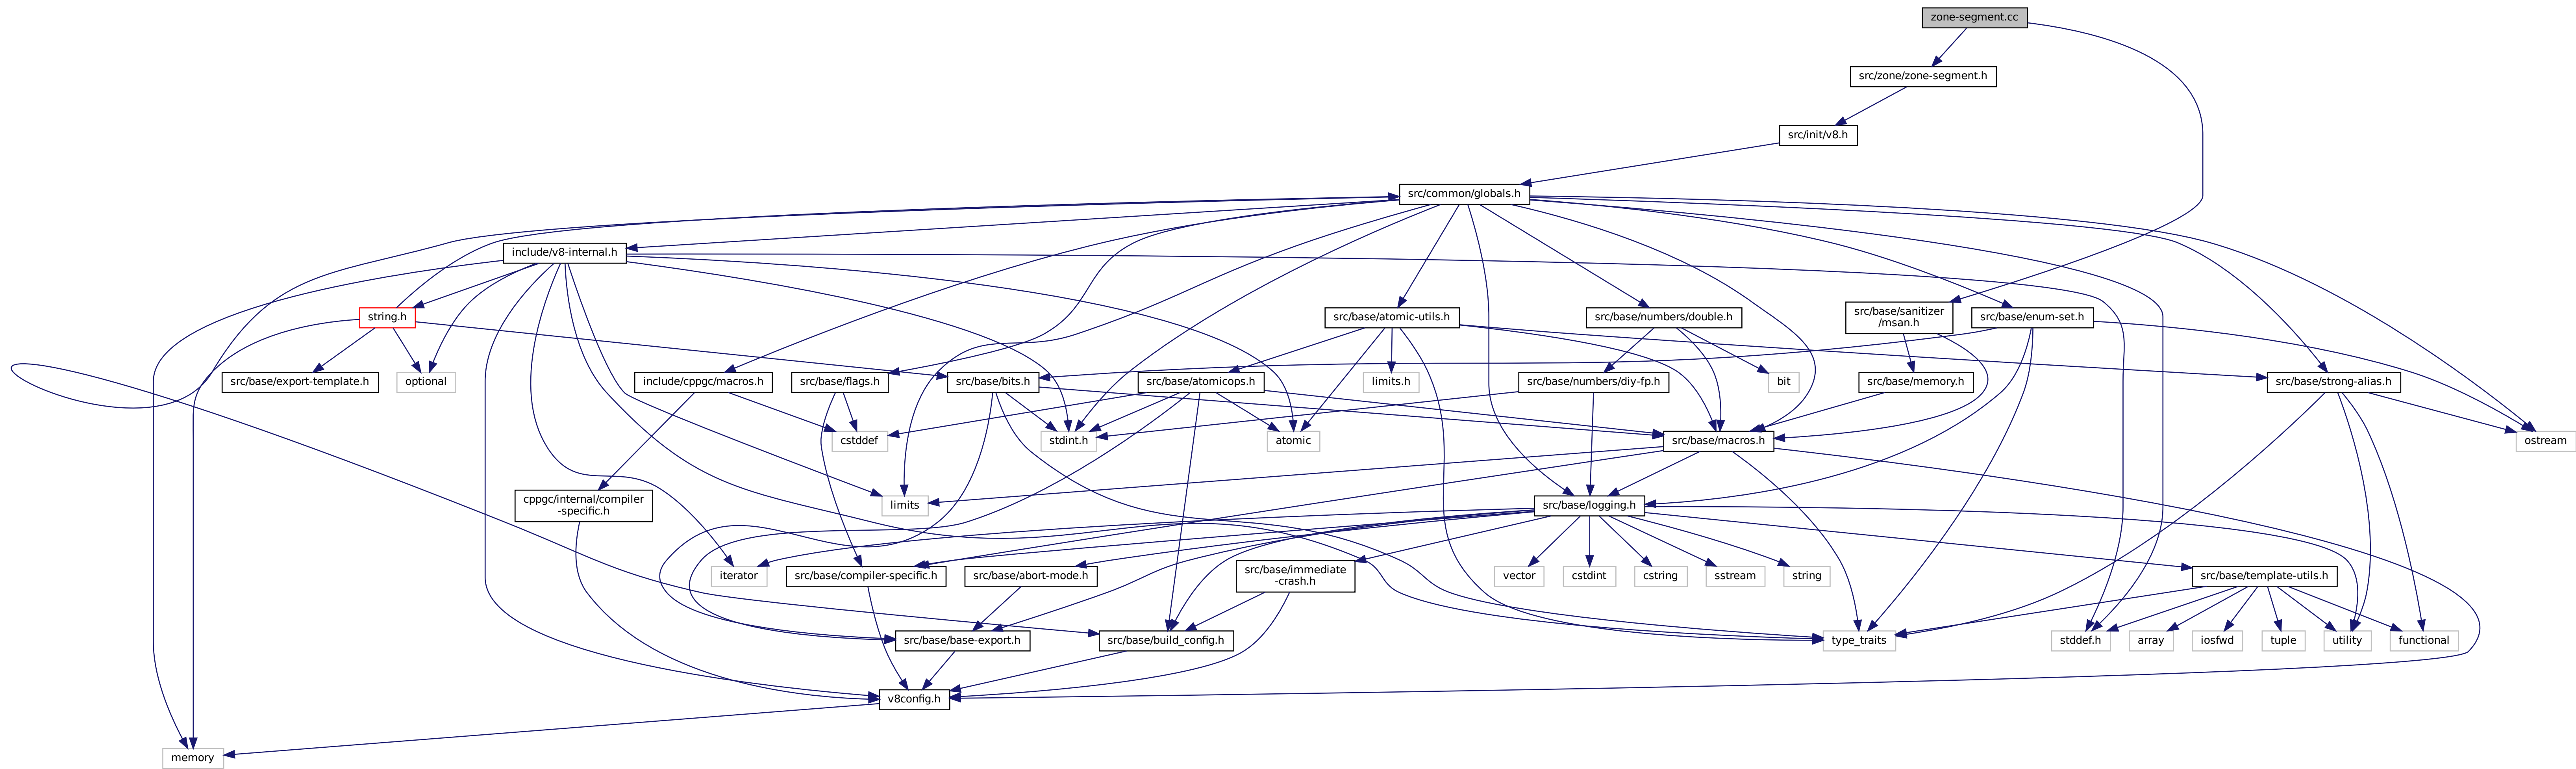 zone-segment.cc
src/zone/zone-segment.h
src/init/v8.h
src/common/globals.h
include/v8-internal.h
string.h
src/base/atomic-utils.h
src/base/numbers/double.h
src/base/sanitizer
/msan.h
src/base/enum-set.h
src/base/export-template.h
optional
include/cppgc/macros.h
src/base/flags.h
src/base/bits.h
src/base/atomicops.h
limits.h
src/base/numbers/diy-fp.h
bit
src/base/memory.h
src/base/strong-alias.h
cstddef
stdint.h
atomic
src/base/macros.h
ostream
cppgc/internal/compiler
-specific.h
limits
src/base/logging.h
iterator
src/base/compiler-specific.h
src/base/abort-mode.h
src/base/immediate
-crash.h
vector
cstdint
cstring
sstream
string
src/base/template-utils.h
src/base/base-export.h
src/base/build_config.h
type_traits
stddef.h
array
iosfwd
tuple
utility
functional
v8config.h
memory